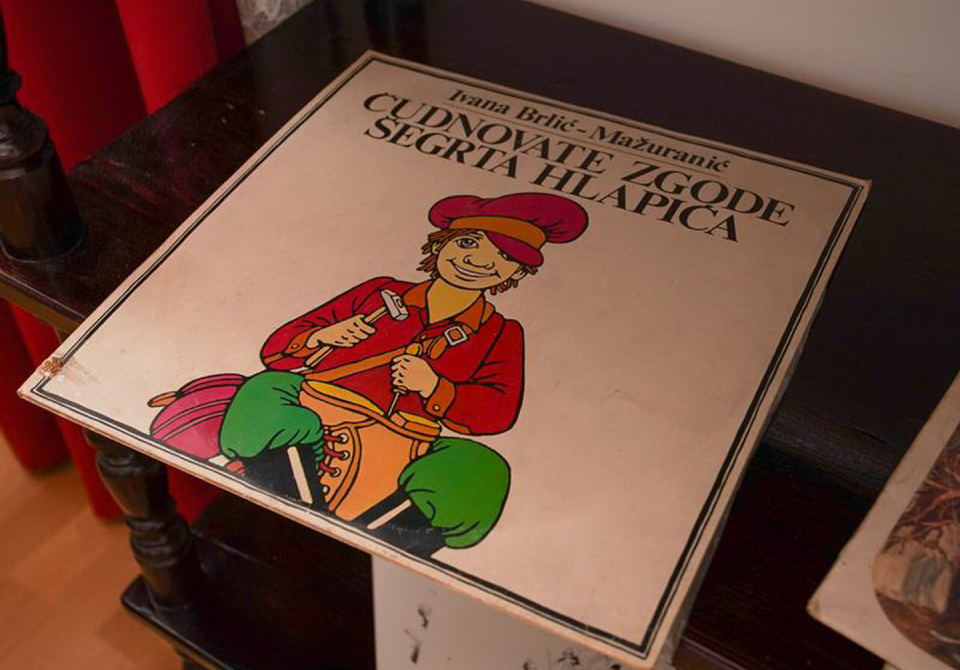 Ivana Brlić-Mažuranić
ČUDNOVATE ZGODE
ŠEGRTA HLAPIĆA